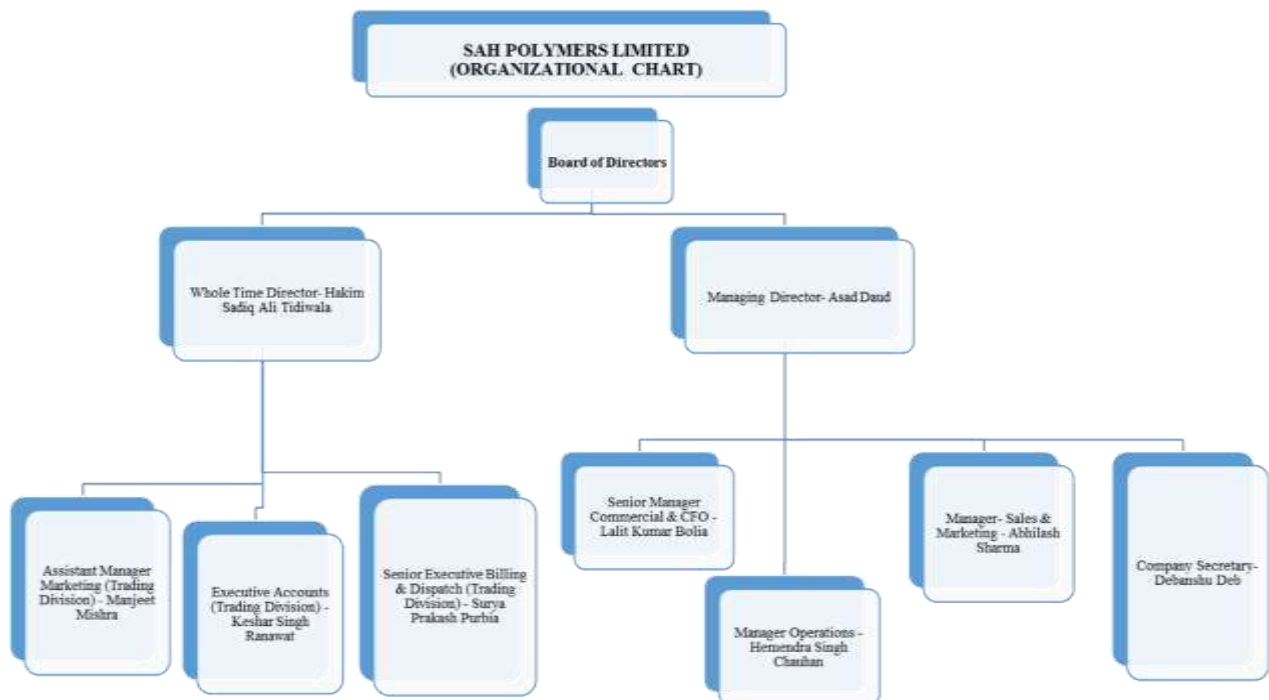 SAH POLYMERS LIMITED
(ORGANIZATIONAL CHART)
Board of Directors
Whole Time Director- Hakim
Sadiq Ali Tidiwala
Managing Director- Asad Daud
Assistant Manager
Marketing (Trading
Division) - Manjeet
Mishra
Executive Accounts
(Trading Division) -
Keshar Singh
Ranawat
Senior Executive Billing
& Dispatch (Trading
Division) - Surya
Prakash Purbia
Senior Manager
Commercial & CFO -
Lalit Kumar Bolia
Manager Operations -
Hemendra Singh
Chauhan
Manager- Sales &
Marketing - Abhilash
Sharma
Company Secretary-
Debanshu Deb